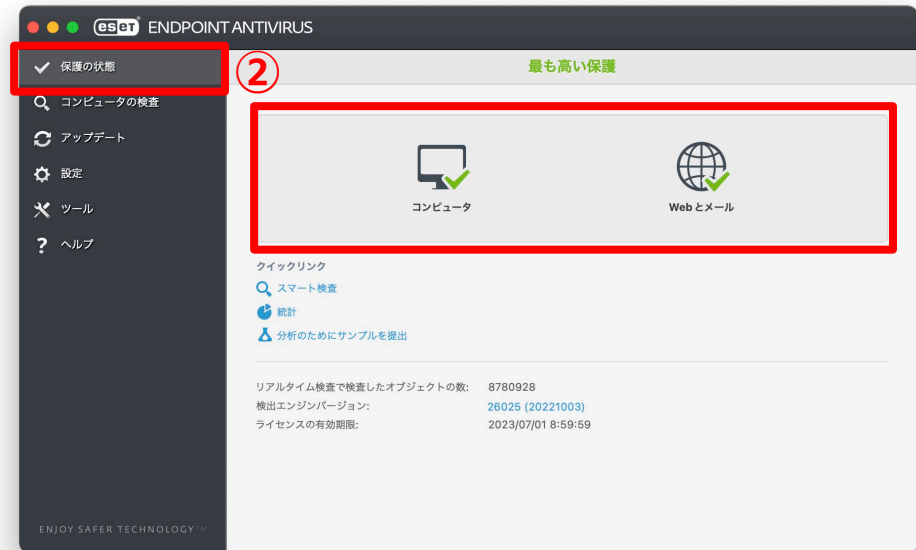 eset ENDPOINT ANTIVIRUS
保護の状態
②
最も高い保護
コンピュータの検査
アップデート
設定
ツール
ヘルプ
コンピュータ
Web とメール
クイックリンク
スマート検査
統計
分析のためにサンプルを提出
リアルタイム検査で検査したオブジェクトの数: 8780928
検出エンジンバージョン: 26025 (20221003)
ライセンスの有効期限: 2023/07/01 8:59:59
ENJOY SAFER TECHNOLOGY™